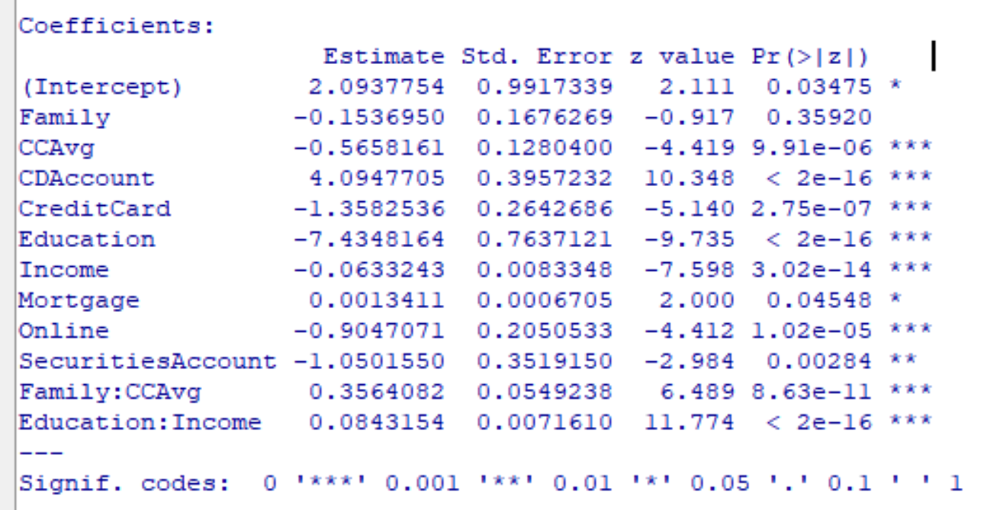 Coefficients:
Estimate Std. Error z value Pr(>|z|)
(Intercept) 2.0937754 0.9917339 2.111 0.03475 *
Family -0.1536950 0.1676269 -0.917 0.35920
CCAvg -0.5658161 0.1280400 -4.419 9.91e-06 ***
CDAccount 4.0947705 0.3957232 10.348 < 2e-16 ***
CreditCard -1.3582536 0.2642686 -5.140 2.75e-07 ***
Education -7.4348164 0.7637121 -9.735 < 2e-16 ***
Income -0.0633243 0.0083348 -7.598 3.02e-14 ***
Mortgage 0.0013411 0.0006705 2.000 0.04548 *
Online -0.9047071 0.2050533 -4.412 1.02e-05 ***
SecuritiesAccount -1.0501550 0.3519150 -2.984 0.00284 **
Family:CCAvg 0.3564082 0.0549238 6.489 8.63e-11 ***
Education:Income 0.0843154 0.0071610 11.774 < 2e-16 ***
---
Signif. codes: 0 '***' 0.001 '**' 0.01 '*' 0.05 '.' 0.1 ' ' 1